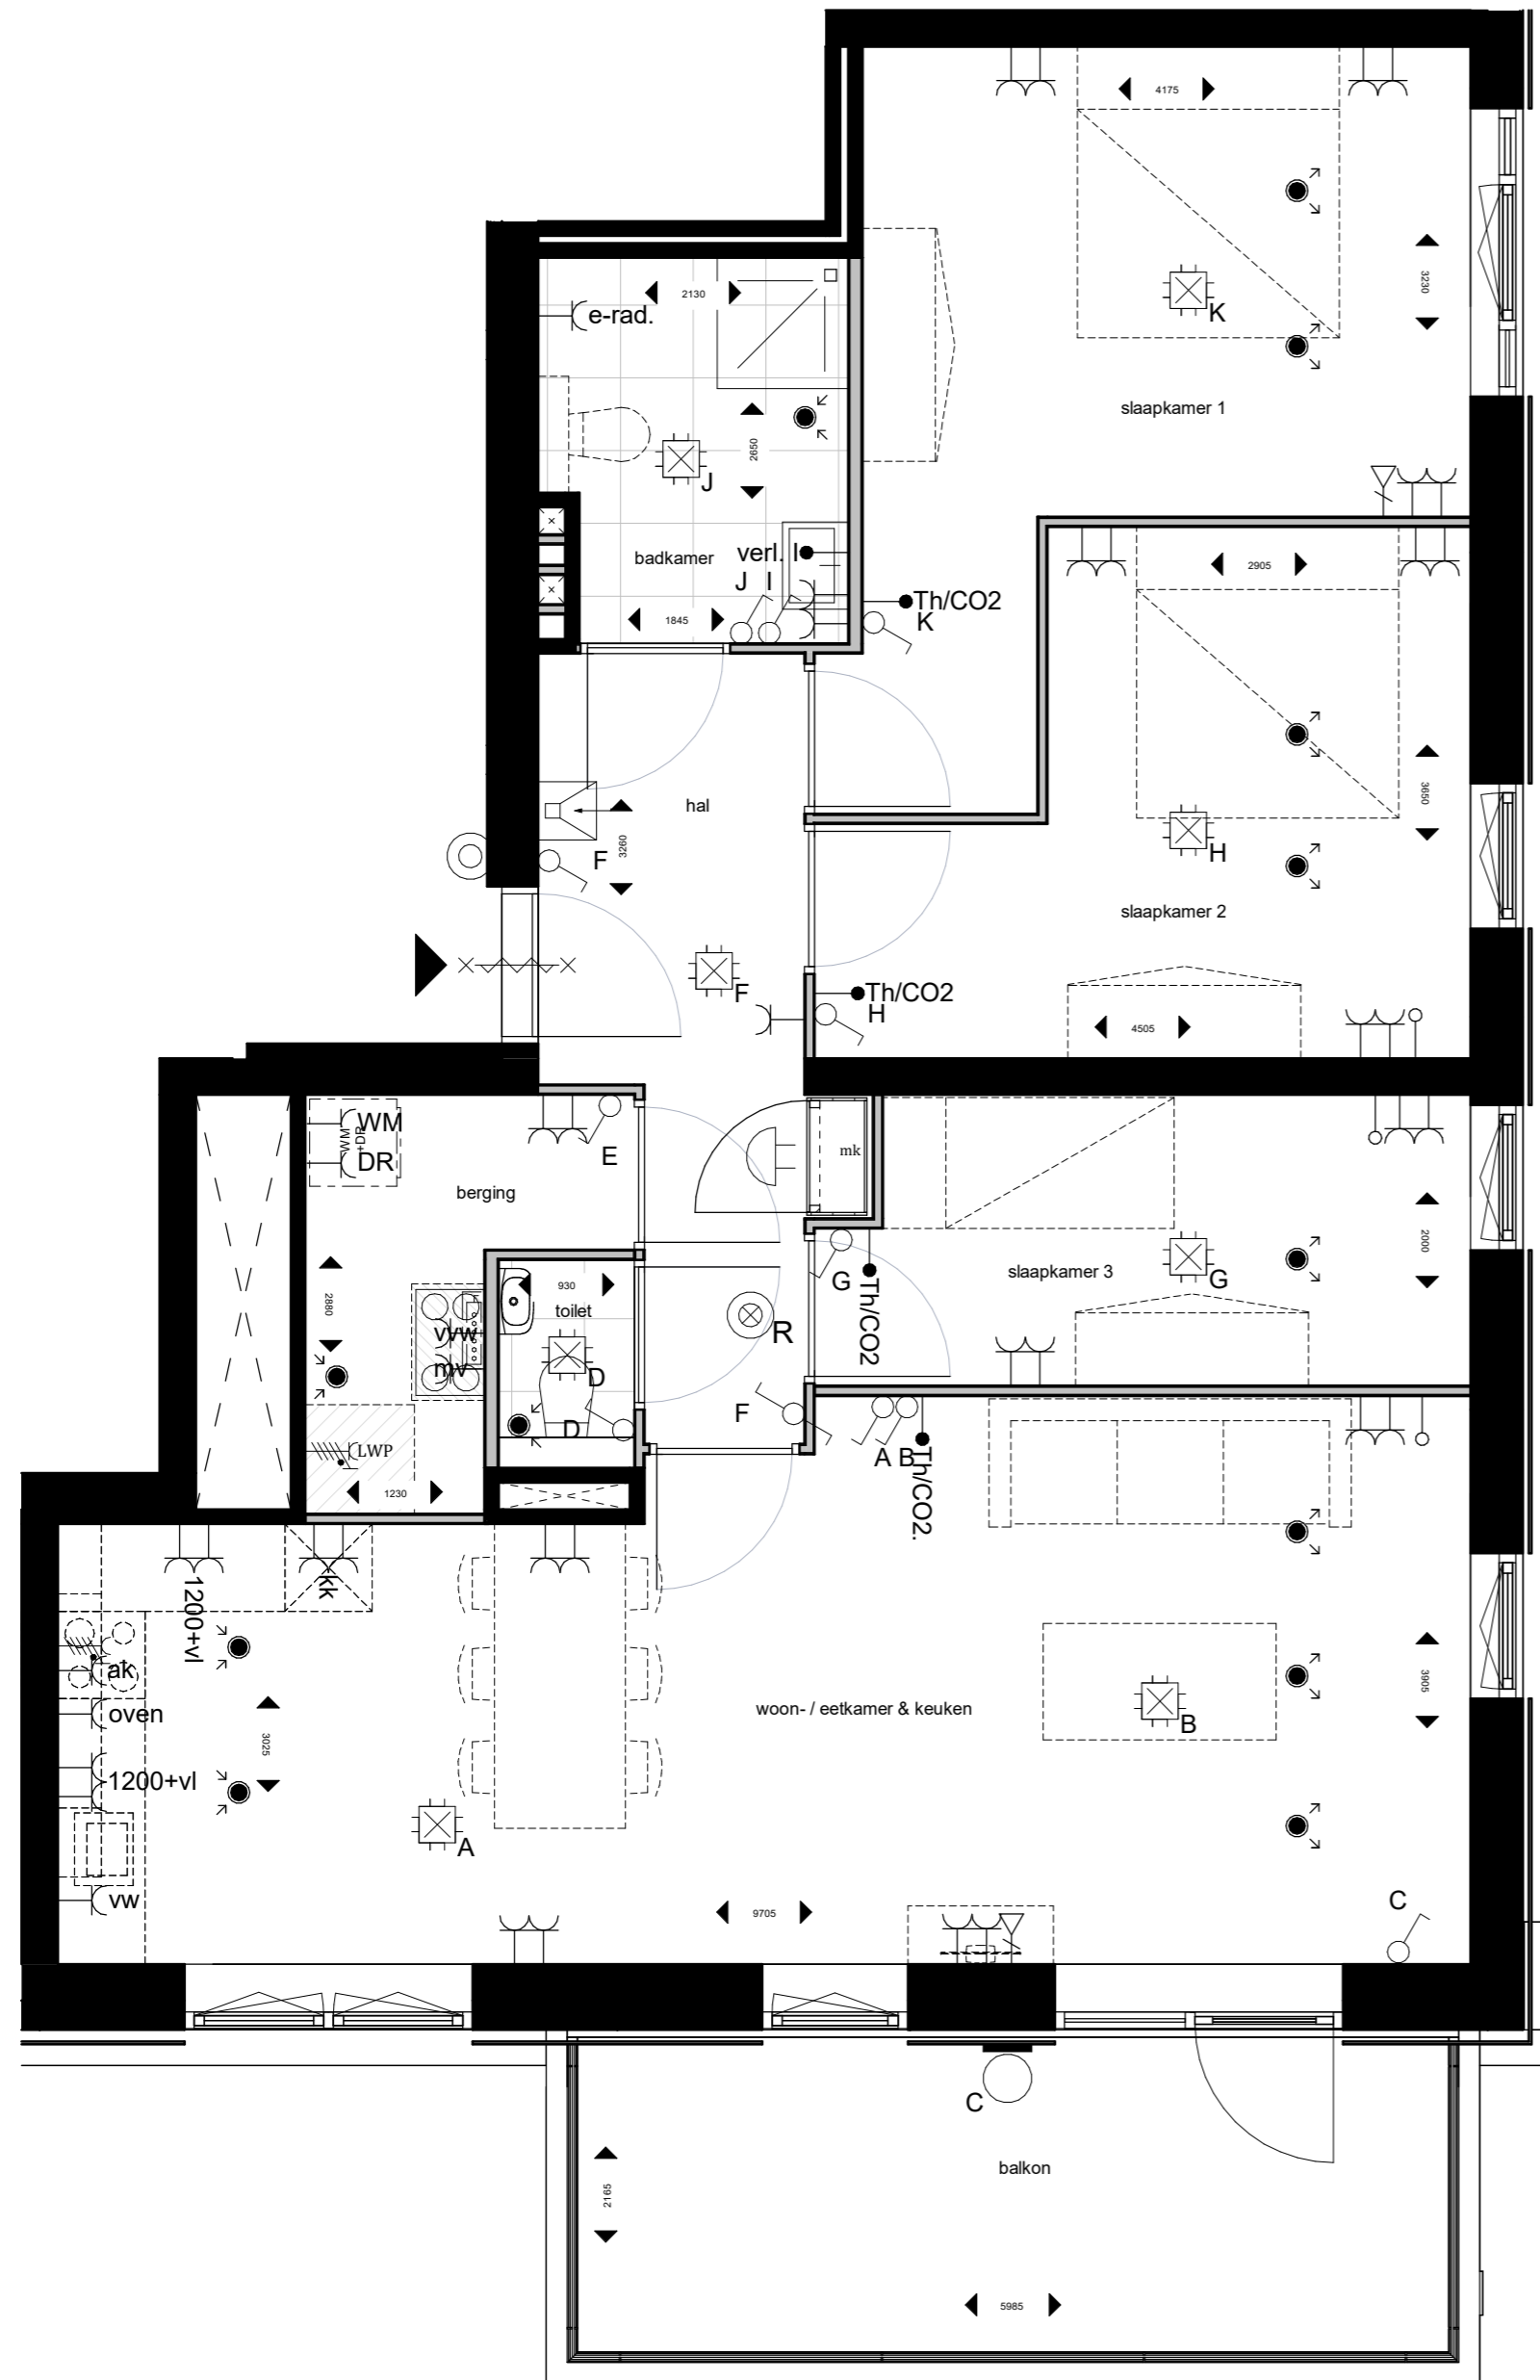 4175
2130
e-rad.
3230
K
slaapkamer 1
2650
J
badkamer
verl. I
J I
2905
1845
Th/CO2
K
hal
3650
3260
F
H
slaapkamer 2
F
Th/CO2
H
4505
WM
WM
+DR
DR
E
mk
berging
2000
G
slaapkamer 3
G
Th/CO2
2880
930
toilet
vvw
mv
R
D
D
F
A B
Th/CO2.
LWP
1230
kk
1200+vl
ak
oven
3025
1200+vl
woon- / eetkamer & keuken
B
3905
A
vw
9705
C
C
balkon
2165
5985